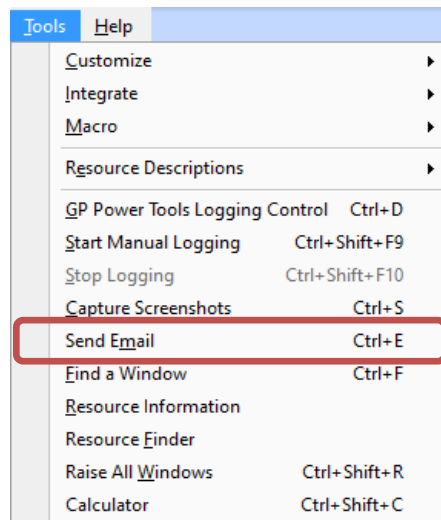 Tools Help
Customize
Integrate
Macro
Resource Descriptions
GP Power Tools Logging Control Ctrl+D
Start Manual Logging Ctrl+Shift+F9
Stop Logging Ctrl+Shift+F10
Capture Screenshots Ctrl+S
Send Email Ctrl+E
Find a Window Ctrl+F
Resource Information
Resource Finder
Raise All Windows Ctrl+Shift+R
Calculator Ctrl+Shift+C